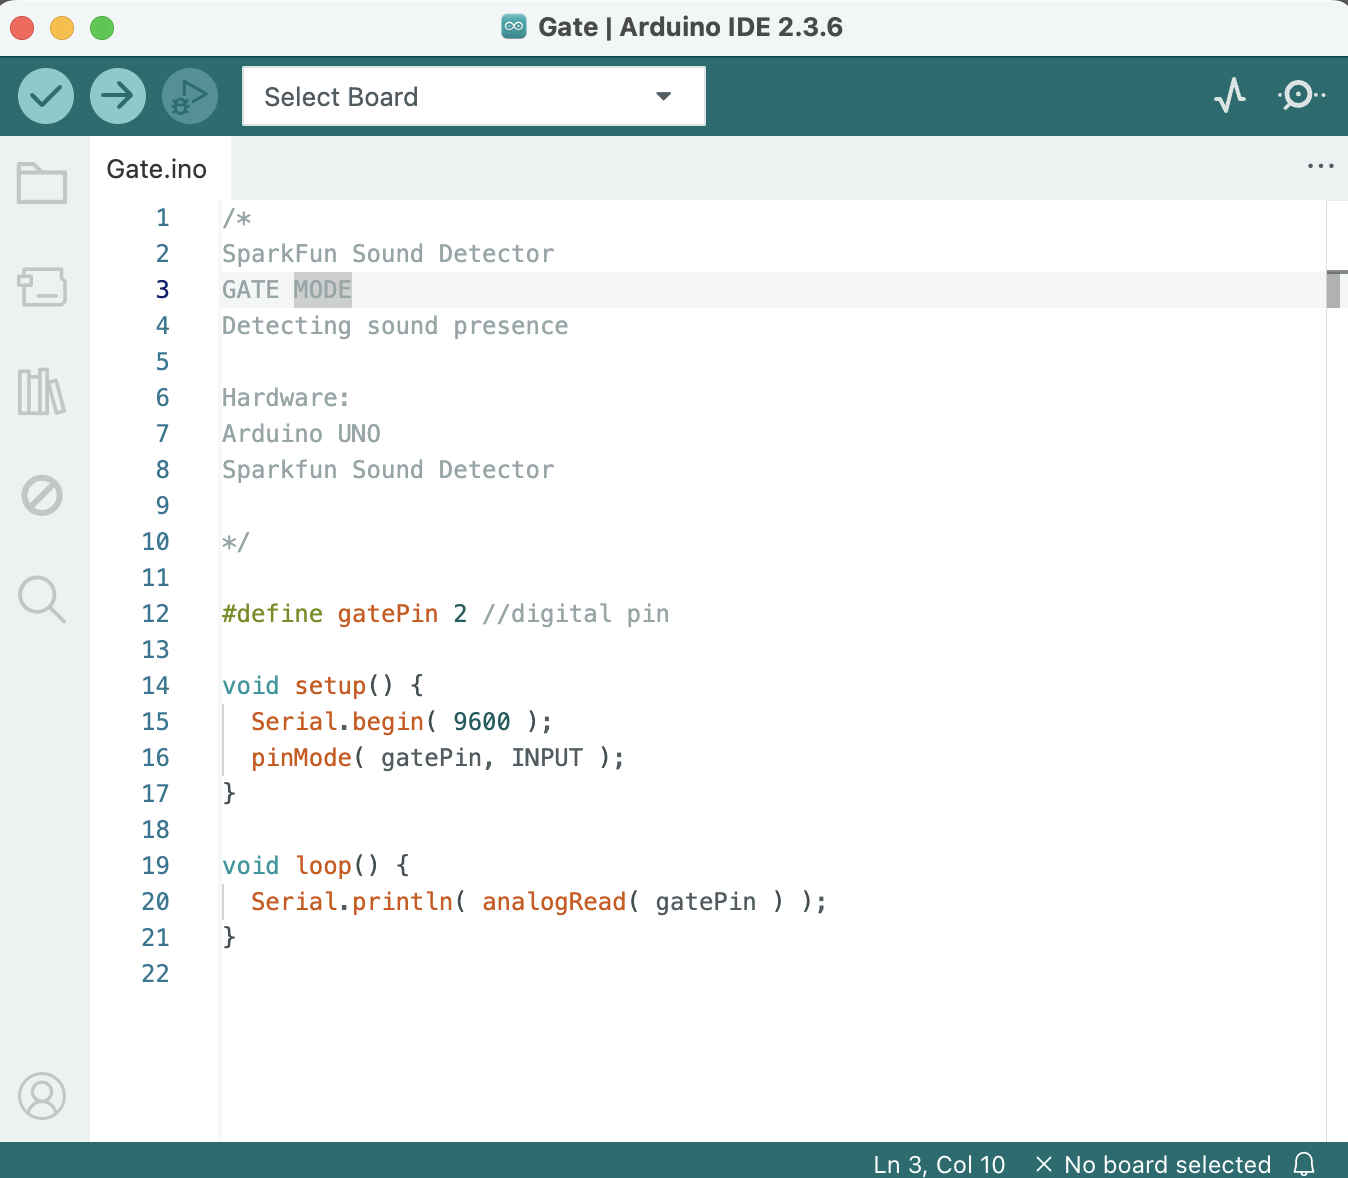 Gate | Arduino IDE 2.3.6
Select Board
Gate.ino
1 /*
2 SparkFun Sound Detector
3 GATE MODE
4 Detecting sound presence
5
6 Hardware:
7 Arduino UNO
8 Sparkfun Sound Detector
9
10 */
11
12 #define gatePin 2 //digital pin
13
14 void setup() {
15   Serial.begin( 9600 );
16   pinMode( gatePin, INPUT );
17 }
18
19 void loop() {
20   Serial.println( analogRead( gatePin ) );
21 }
22
Ln 3, Col 10 × No board selected